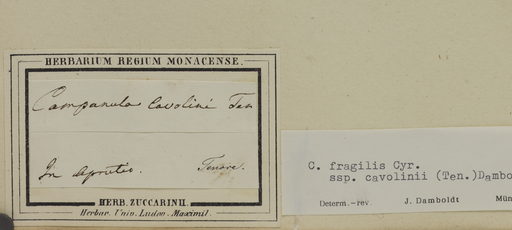 HERBARIUM REGIUM MONACENSE.
Campanula Cavolini Ten
In Aprutio. Tenore.
HERB. ZUCCARINII.
Herbar. Univ. Ludov. Maximil.
C. fragilis Cyr.
ssp. cavolinii (Ten.)Dambo
Determ.-rev. J. Damboldt Mün